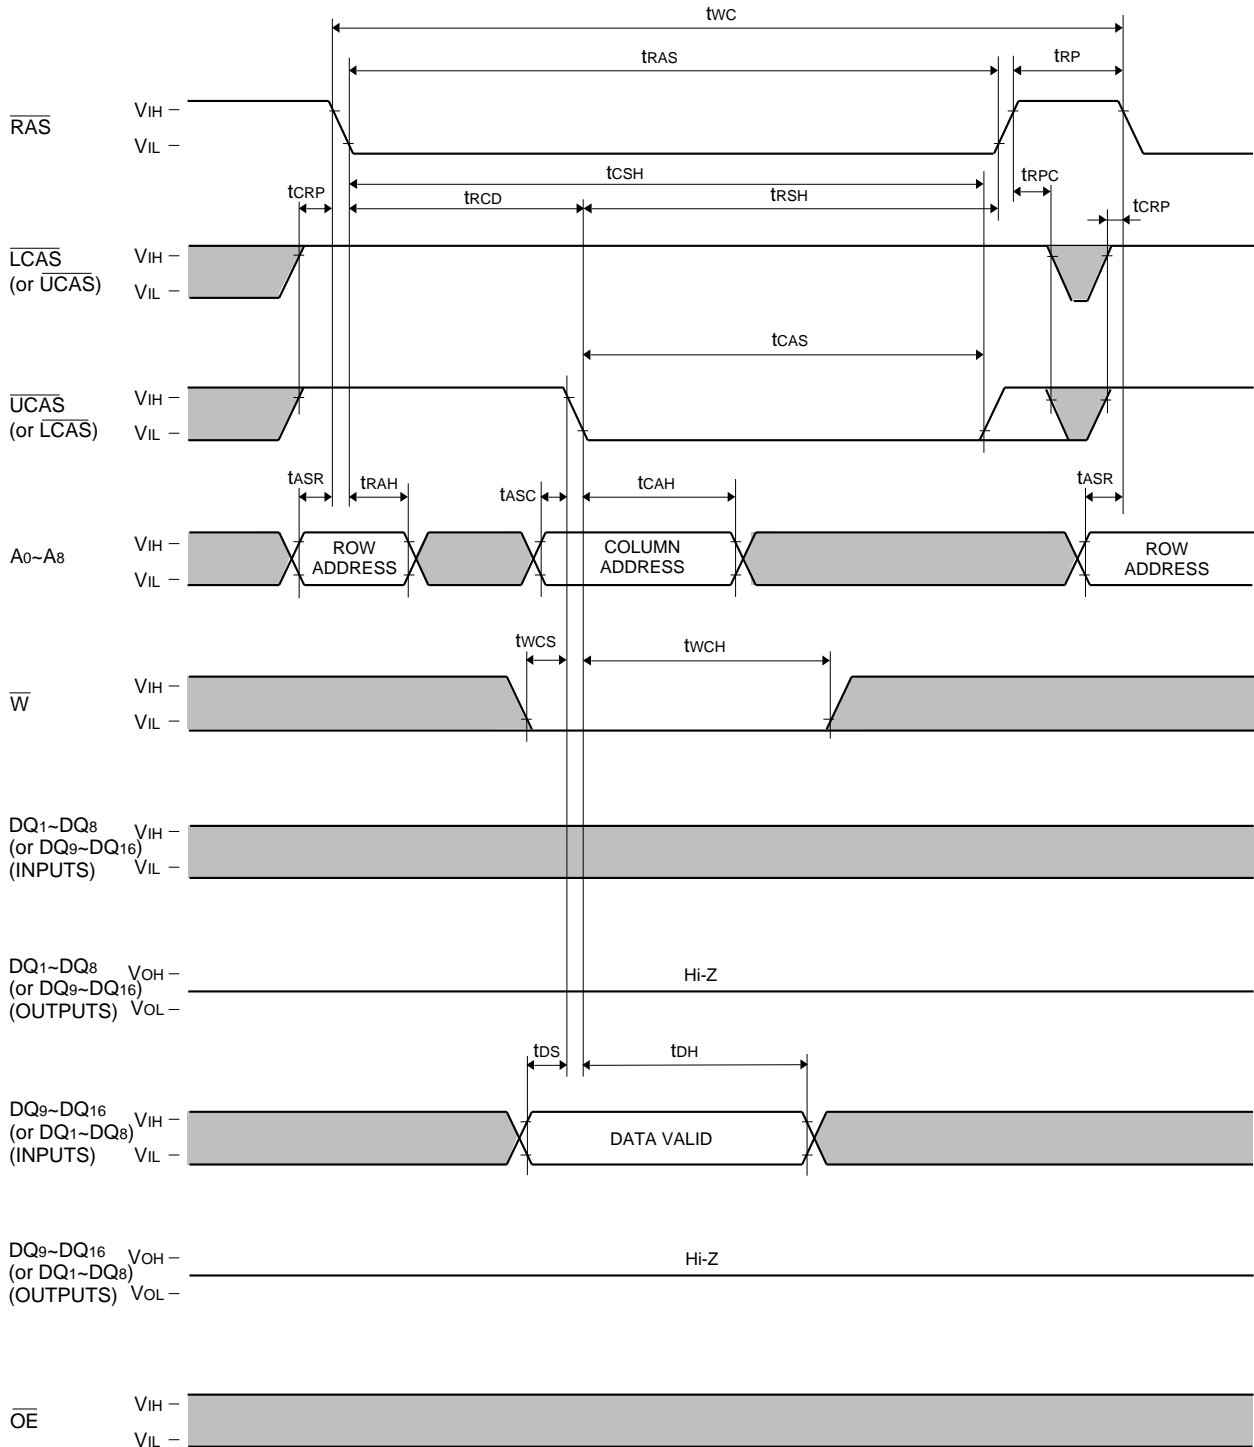 tWC
tRAS
tRP
RAS
VIH
VIL
tCSH
tCRP
tRCD
tRSH
tRPC
tCRP
LCAS
(or UCAS)
VIH
VIL
tCAS
UCAS
(or LCAS)
VIH
VIL
tASR
tRAH
tASC
tCAH
tASR
A0~A8
VIH
VIL
ROW
ADDRESS
COLUMN
ADDRESS
ROW
ADDRESS
tWCS
tWCH
W
VIH
VIL
DQ1~DQ8
(or DQ9~DQ16)
(INPUTS)
VIH
VIL
DQ1~DQ8
(or DQ9~DQ16)
(OUTPUTS)
VOH
VOL
Hi-Z
tDS
tDH
DQ9~DQ16
(or DQ1~DQ8)
(INPUTS)
VIH
VIL
DATA VALID
DQ9~DQ16
(or DQ1~DQ8)
(OUTPUTS)
VOH
VOL
Hi-Z
OE
VIH
VIL